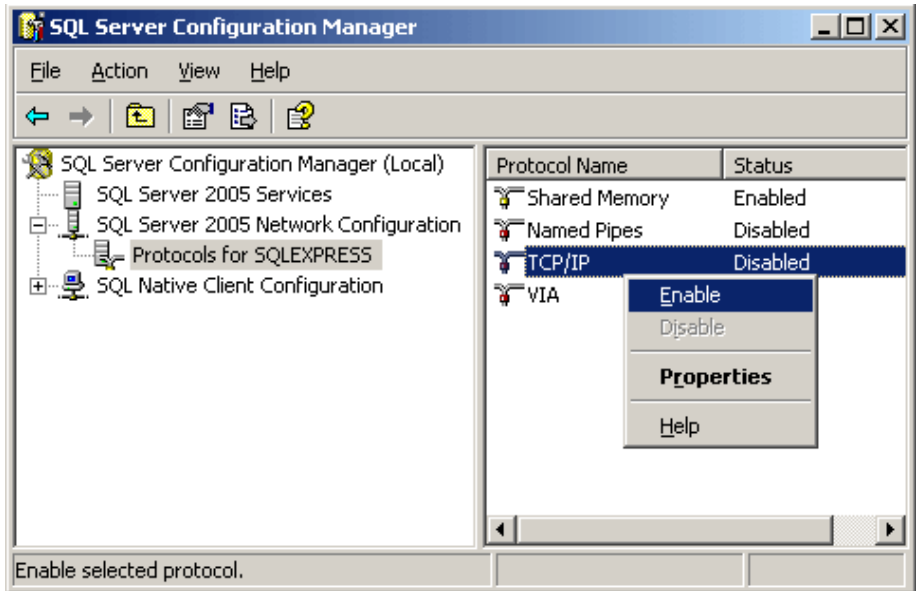 SQL Server Configuration Manager
File Action View Help
SQL Server Configuration Manager (Local)
SQL Server 2005 Services
SQL Server 2005 Network Configuration
Protocols for SQLEXPRESS
SQL Native Client Configuration
Protocol Name Status
Shared Memory Enabled
Named Pipes Disabled
TCP/IP Disabled
VIA
Enable
Disable
Properties
Help
Enable selected protocol.